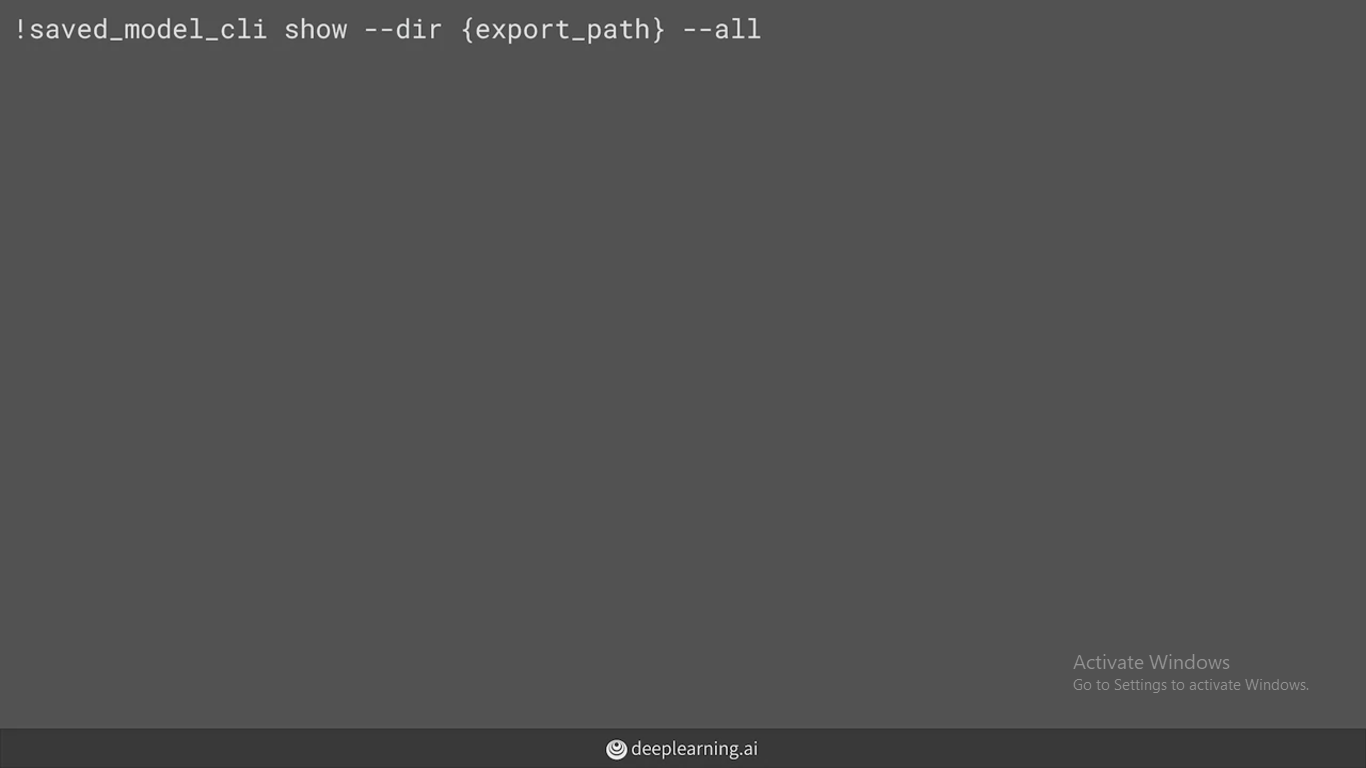 !saved_model_cli show --dir {export_path} --all
Activate Windows
Go to Settings to activate Windows.
deeplearning.ai